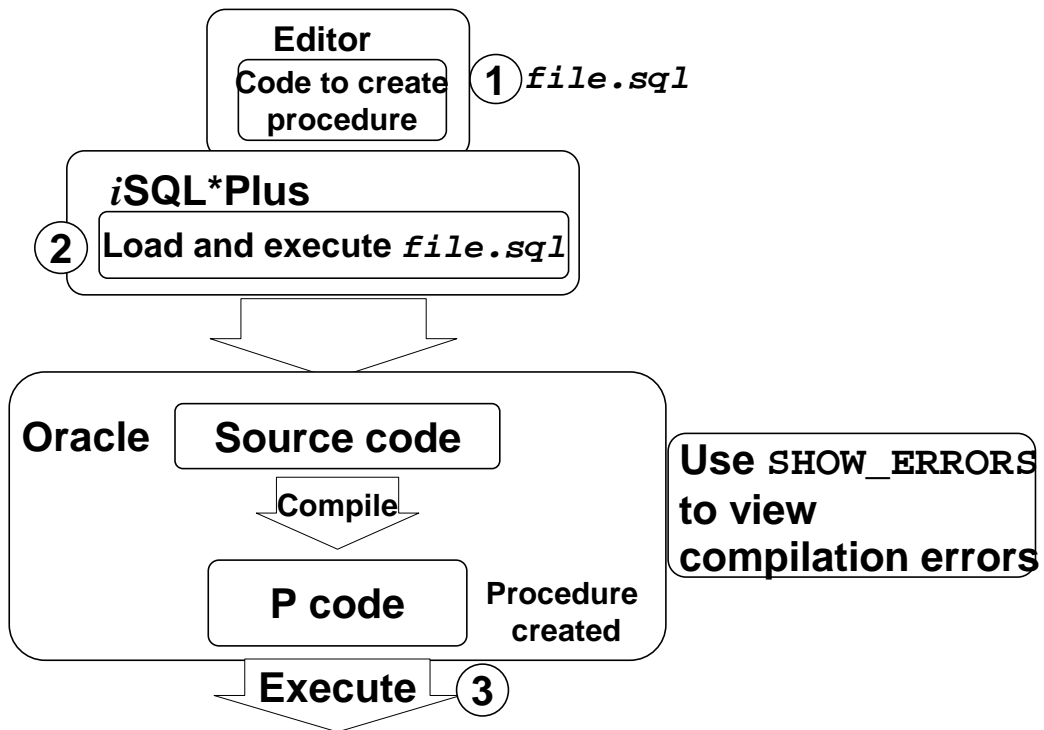 Editor
Code to create
procedure
1 file.sql
iSQL*Plus
2 Load and execute file.sql
Oracle
Source code
Compile
P code
Procedure
created
Use SHOW_ERRORS
to view
compilation errors
Execute 3